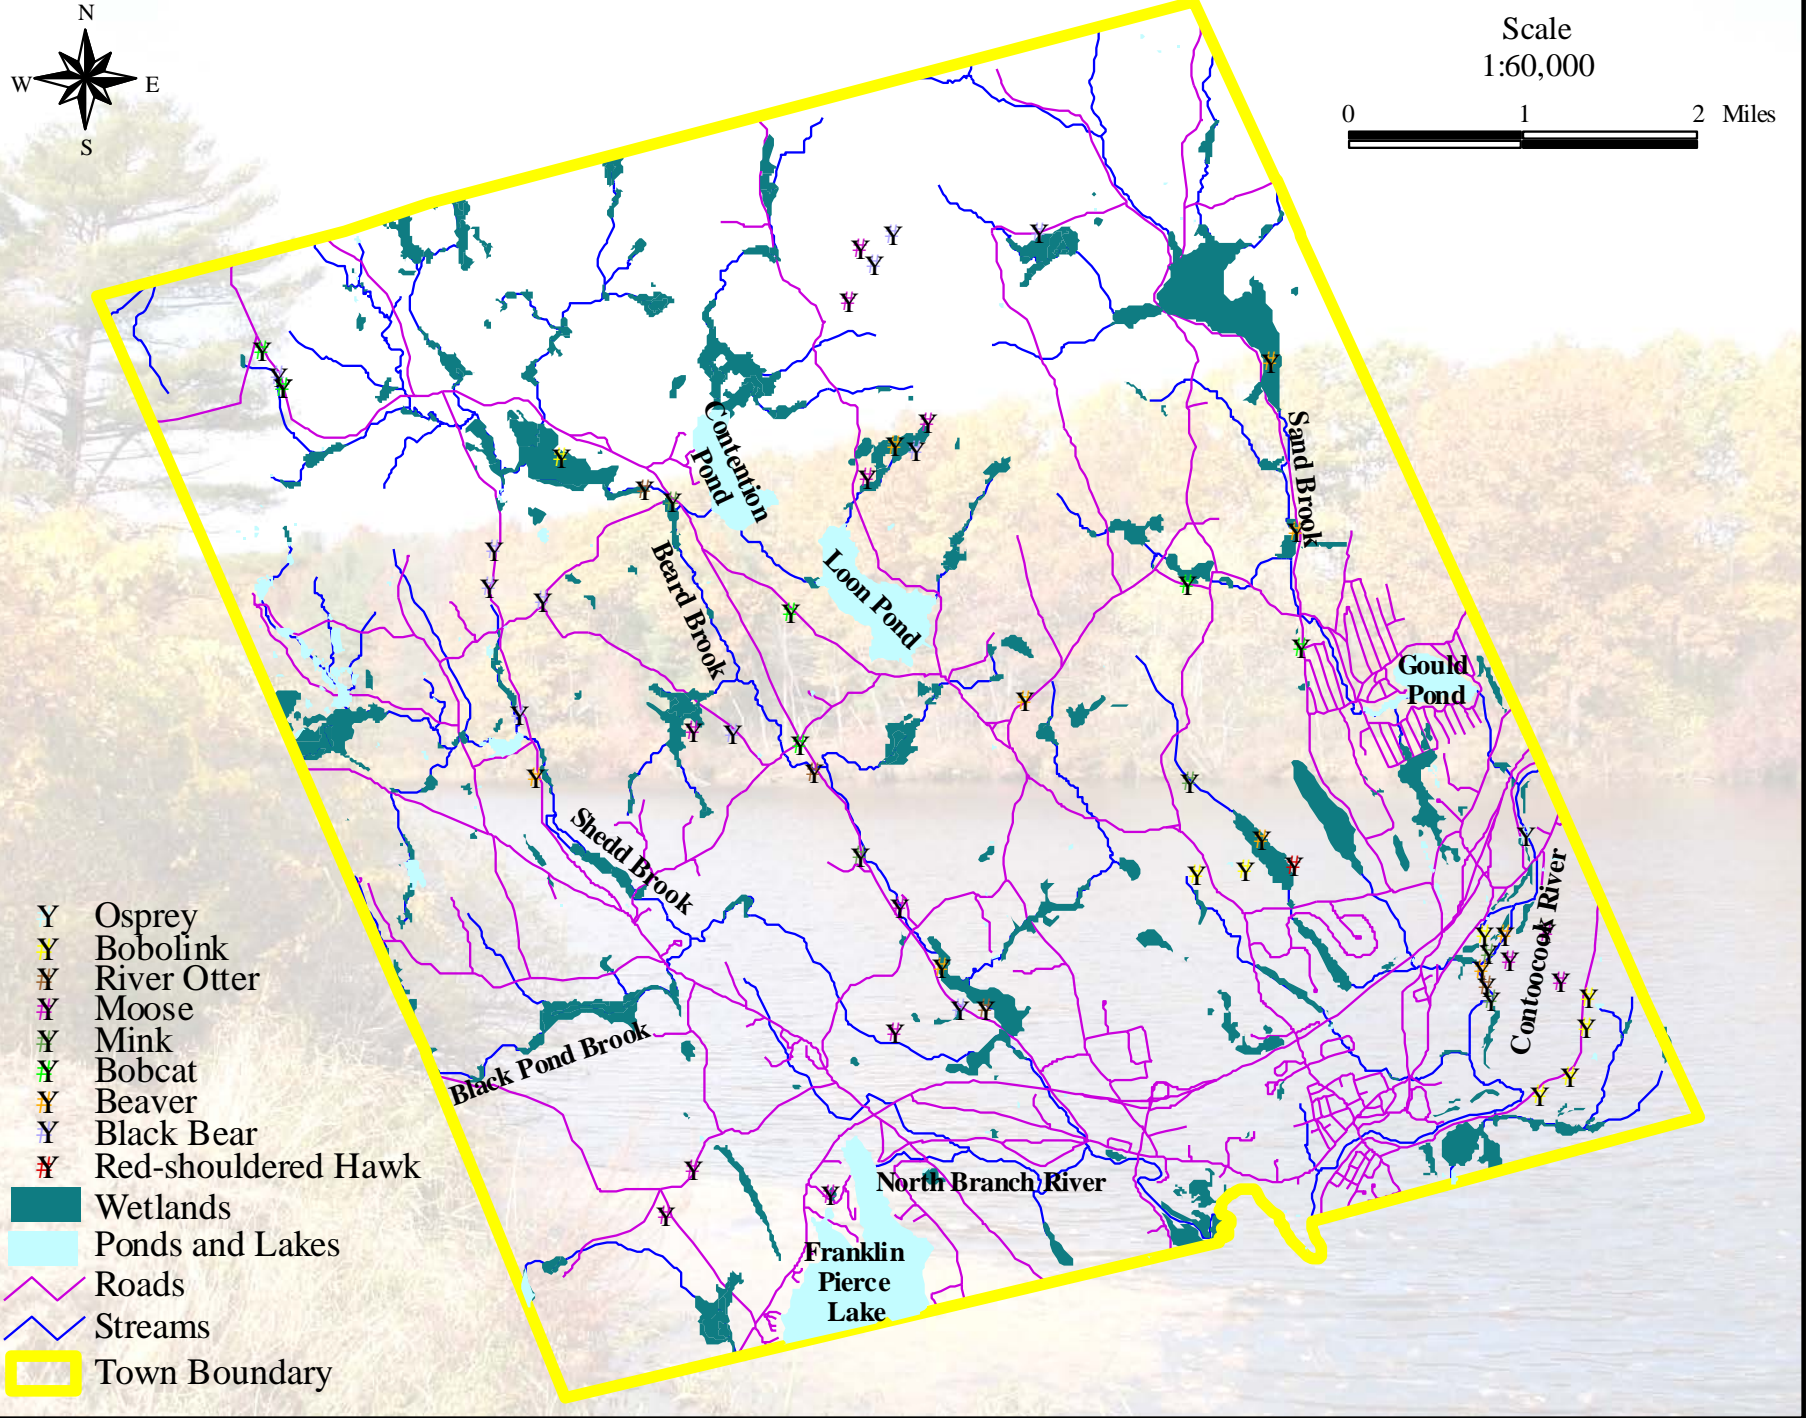 N
W E
S
Scale
1:60,000
0 1 2 Miles
Contention
Pond
Sand Brook
Beard Brook
Loon Pond
Gould
Pond
Shedd Brook
Contoocook River
Black Pond Brook
North Branch River
Franklin
Pierce
Lake
Osprey
Bobolink
River Otter
Moose
Mink
Bobcat
Beaver
Black Bear
Red-shouldered Hawk
Wetlands
Ponds and Lakes
Roads
Streams
Town Boundary